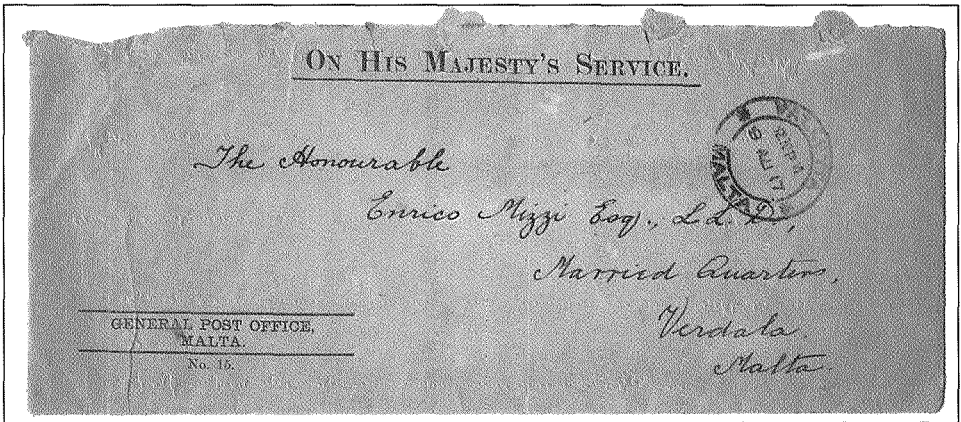 ON HIS MAJESTY'S SERVICE.
The Honourable
Enrico Mizzi Esq., L.L.D.,
Married Quarters,
Verdala.
Malta.
GENERAL POST OFFICE,
MALTA.
No. 15.
MALTA